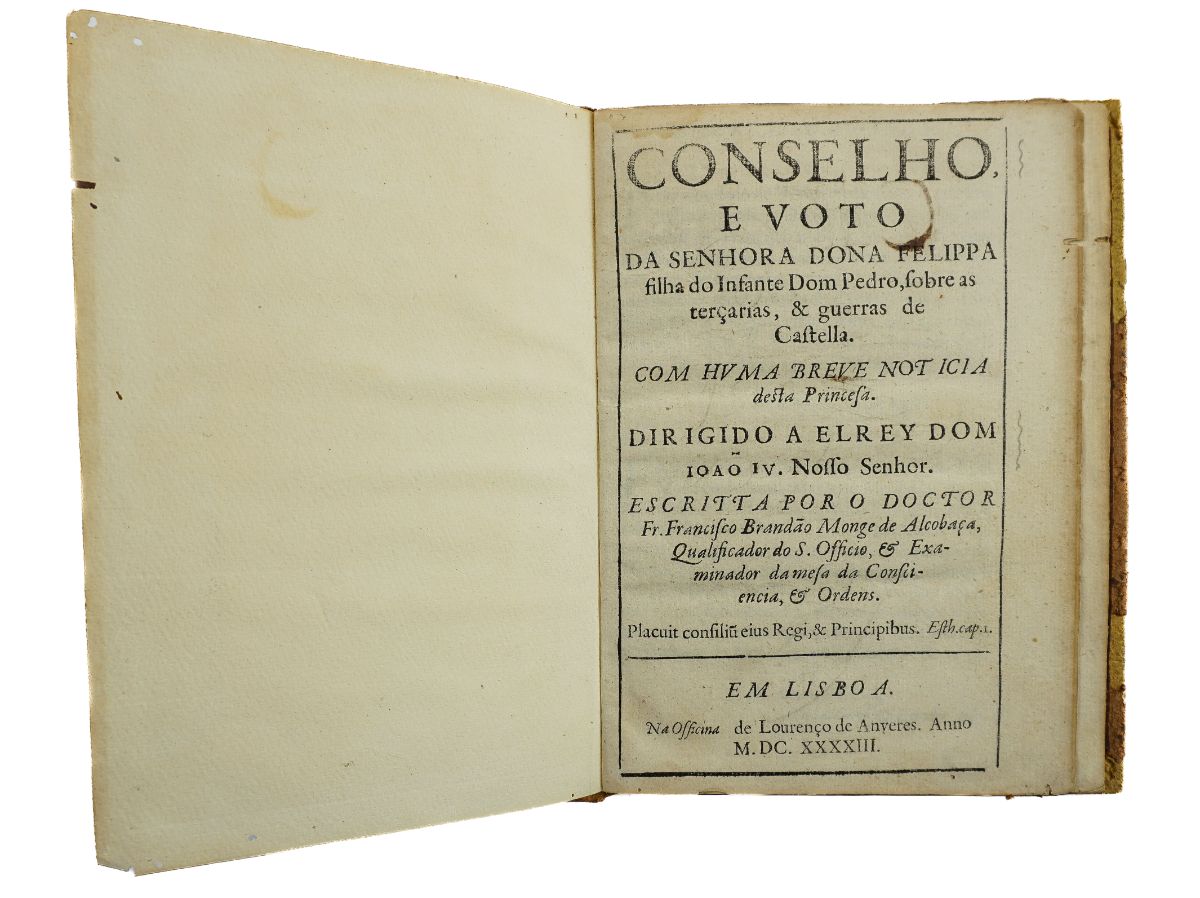 CONSELHO,
E VOTO
DA SENHORA DONA FELIPPA
filha do Infante Dom Pedro, ſobre as
terçarias, & guerras de
Caſtella.
COM HVMA BREVE NOTICIA
deſta Princeſa.
DIRIGIDO A ELREY DOM
IOAÕ IV. Noſſo Senhor.
ESCRITTA POR O DOCTOR
Fr. Franciſco Brandão Monge de Alcobaça,
Qualificador do S. Officio, & Exa-
minador da meſa da Conſci-
encia, & Ordens.
Placuit conſiliũ eius Regi, & Principibus. Eſth. cap. 1.
EM LISBOA.
Na Officina de Lourenço de Anveres. Anno
M. DC. XXXXIII.